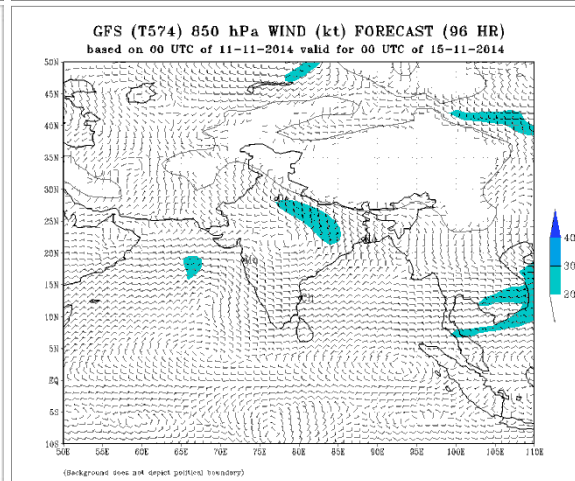 GFS (T574) 850 hPa WIND (kt) FORECAST (96 HR)
based on 00 UTC of 11-11-2014 valid for 00 UTC of 15-11-2014
50N
45N
40N
35N
30N
25N
20N
15N
10N
5N
EQ
5S
10S
50E 55E 60E 65E 70E 75E 80E 85E 90E 95E 100E 105E 110E
40
30
20
(Background does not depict political boundary)